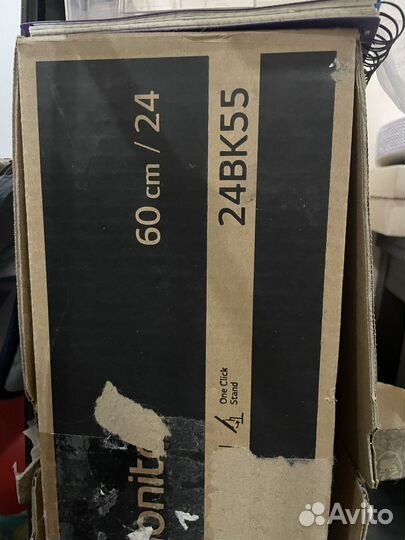 60 cm / 24
24BK55
One Click
Stand
Avito